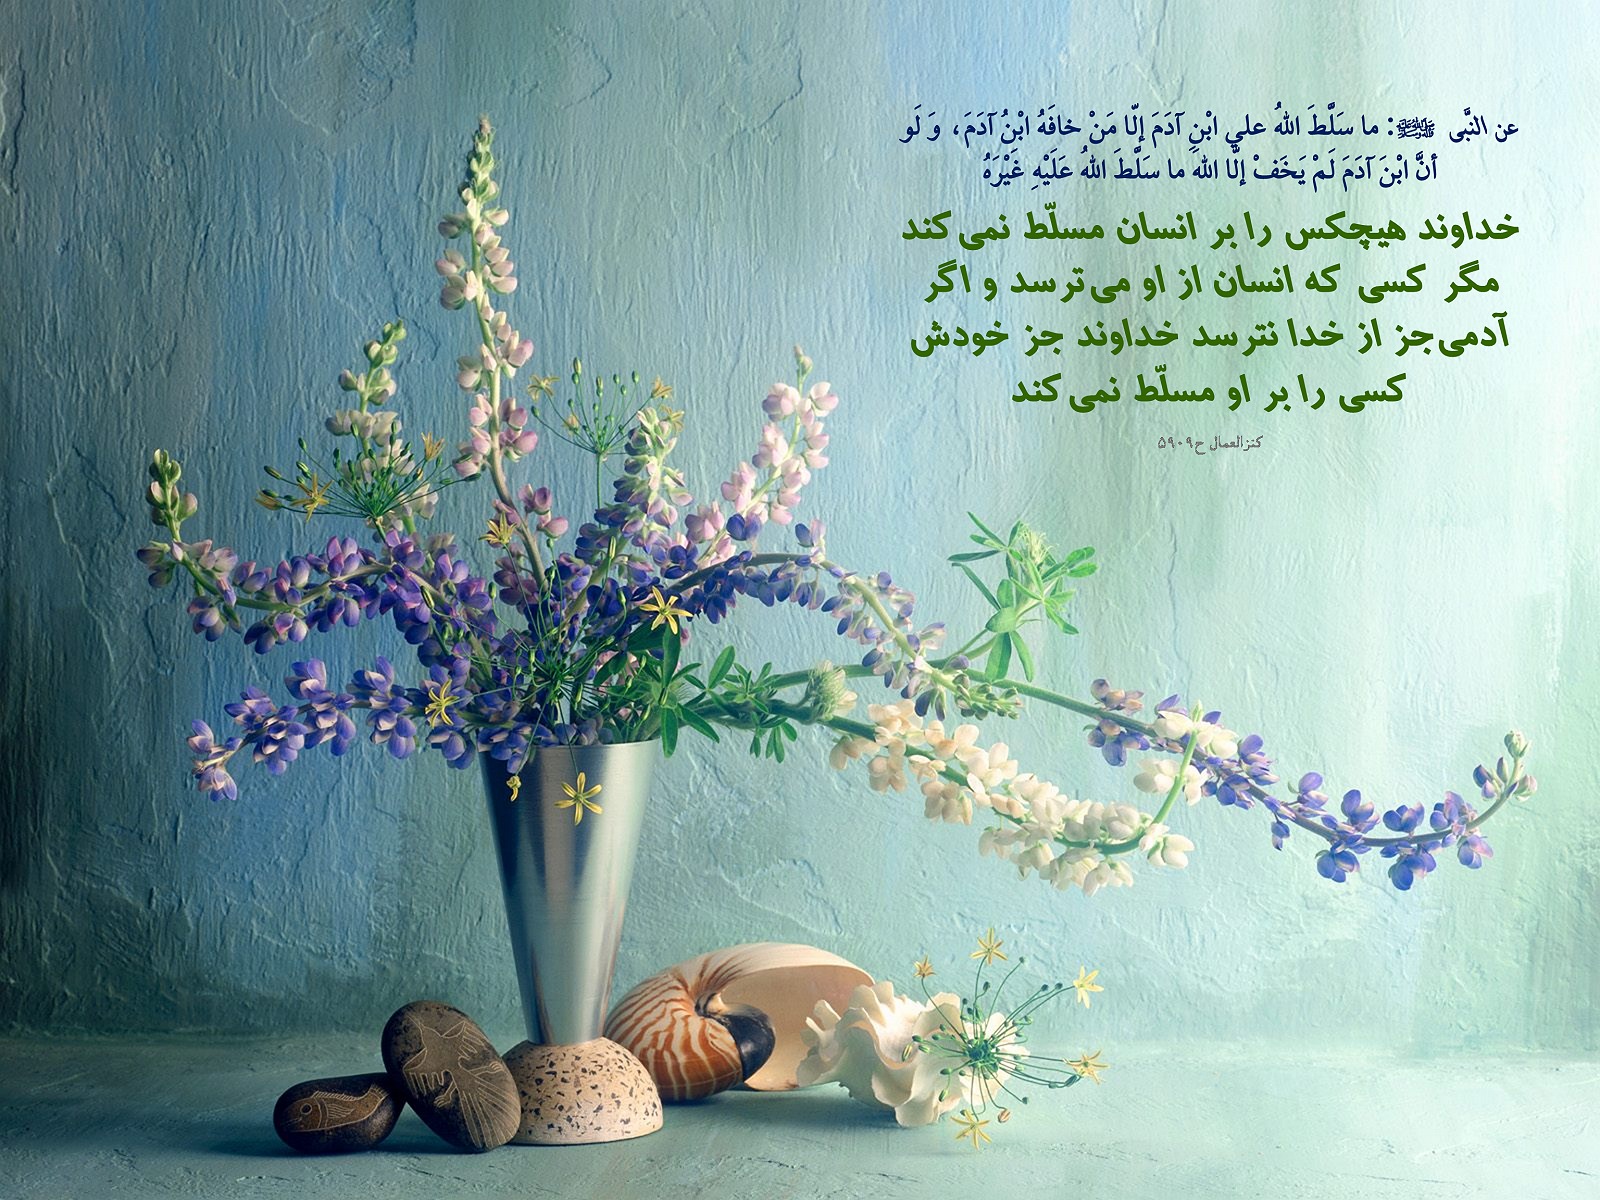 عن النَّبی ﷺ: ما سَلَّطَ اللهُ علي ابْنِ آدَمَ إلّا مَنْ خافَهُ ابْنُ آدَمَ، وَ لَو
أنَّ ابْنَ آدَمَ لَمْ يَخَفْ إلّا اللهَ ما سَلَّطَ اللهُ عَلَيْهِ غَيْرَهُ
خداوند هیچکس را بر انسان مسلّط نمی‌کند
مگر کسی که انسان از او می‌ترسد و اگر
آدمی‌جز از خدا نترسد خداوند جز خودش
کسی را بر او مسلّط نمی‌کند
کنزالعمال ح۵۹۰۹